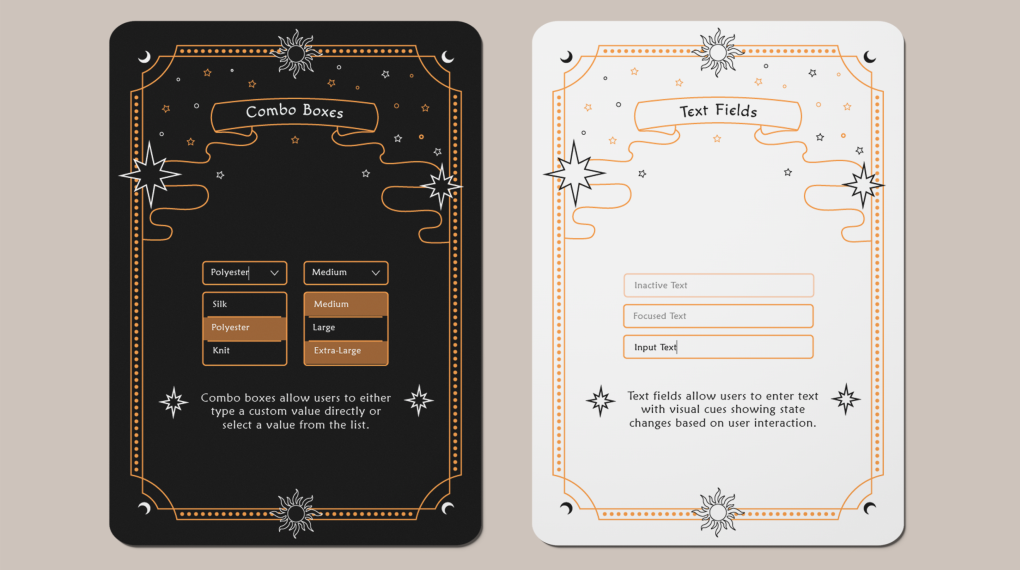 Combo Boxes
Polyester
Medium
Silk
Polyester
Knit
Medium
Large
Extra-Large
Combo boxes allow users to either
type a custom value directly or
select a value from the list.
Text Fields
Inactive Text
Focused Text
Input Text
Text fields allow users to enter text
with visual cues showing state
changes based on user interaction.